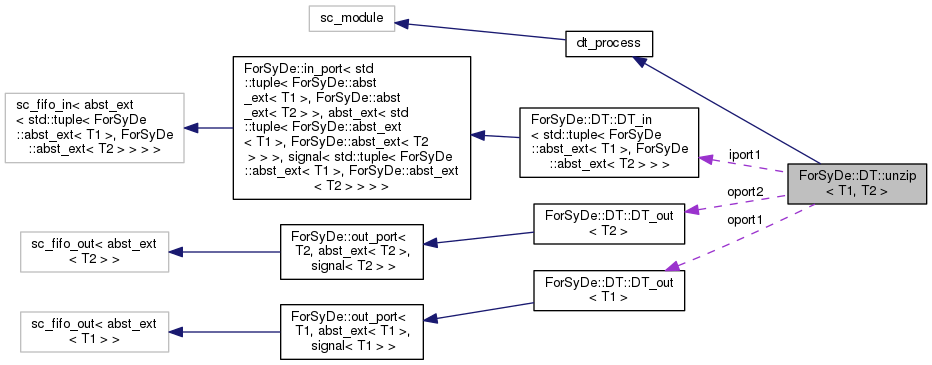 sc_module
dt_process
ForSyDe::in_port< std
::tuple< ForSyDe::abst
_ext< T1 >, ForSyDe::abst
_ext< T2 > >, abst_ext< std
::tuple< ForSyDe::abst_ext
< T1 >, ForSyDe::abst_ext< T2
> > >, signal< std::tuple< ForSyDe
::abst_ext< T1 >, ForSyDe::abst_ext
< T2 > > > >
sc_fifo_in< abst_ext
< std::tuple< ForSyDe
::abst_ext< T1 >, ForSyDe
::abst_ext< T2 > > > >
ForSyDe::DT::DT_in
< std::tuple< ForSyDe
::abst_ext< T1 >, ForSyDe
::abst_ext< T2 > > >
iport1
ForSyDe::DT::unzip
< T1, T2 >
oport2
oport1
ForSyDe::DT::DT_out
< T2 >
ForSyDe::out_port<
T2, abst_ext< T2 >,
signal< T2 > >
sc_fifo_out< abst_ext
< T2 > >
ForSyDe::DT::DT_out
< T1 >
ForSyDe::out_port<
T1, abst_ext< T1 >,
signal< T1 > >
sc_fifo_out< abst_ext
< T1 > >